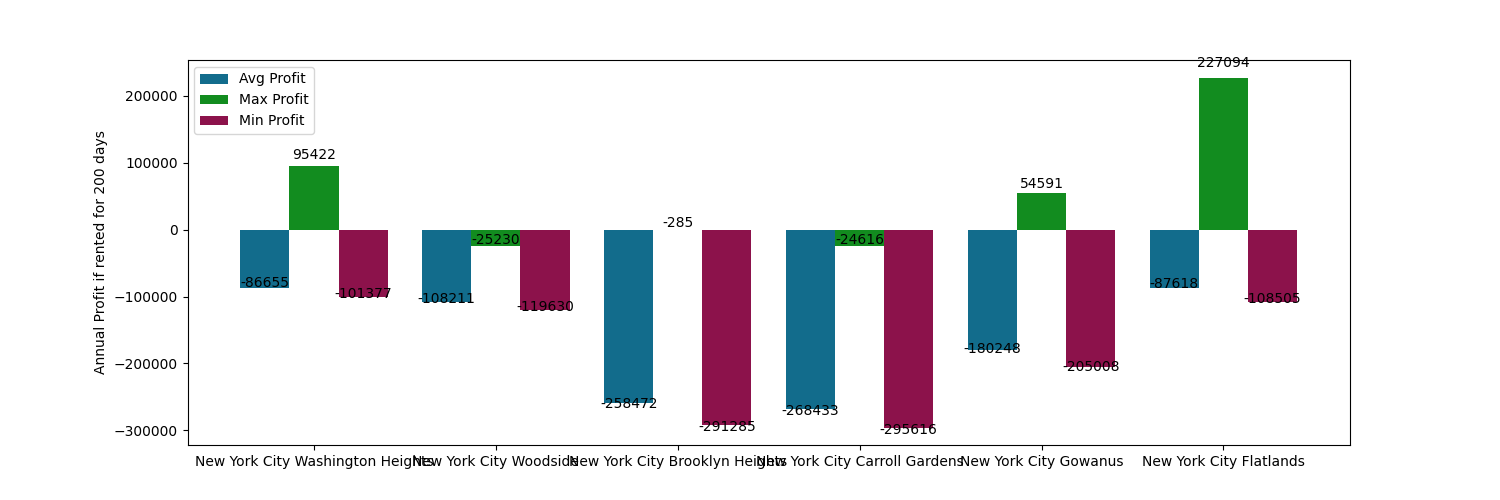 Avg Profit
Max Profit
Min Profit
Annual Profit if rented for 200 days
200000
100000
0
−100000
−200000
−300000
-86655
95422
-101377
-108211
-25230
-119630
-258472
-285
-291285
-268433
-24616
-295616
-180248
54591
-205008
-87618
227094
-108505
New York City Washington Heights
New York City Woodside
New York City Brooklyn Heights
New York City Carroll Gardens
New York City Gowanus
New York City Flatlands